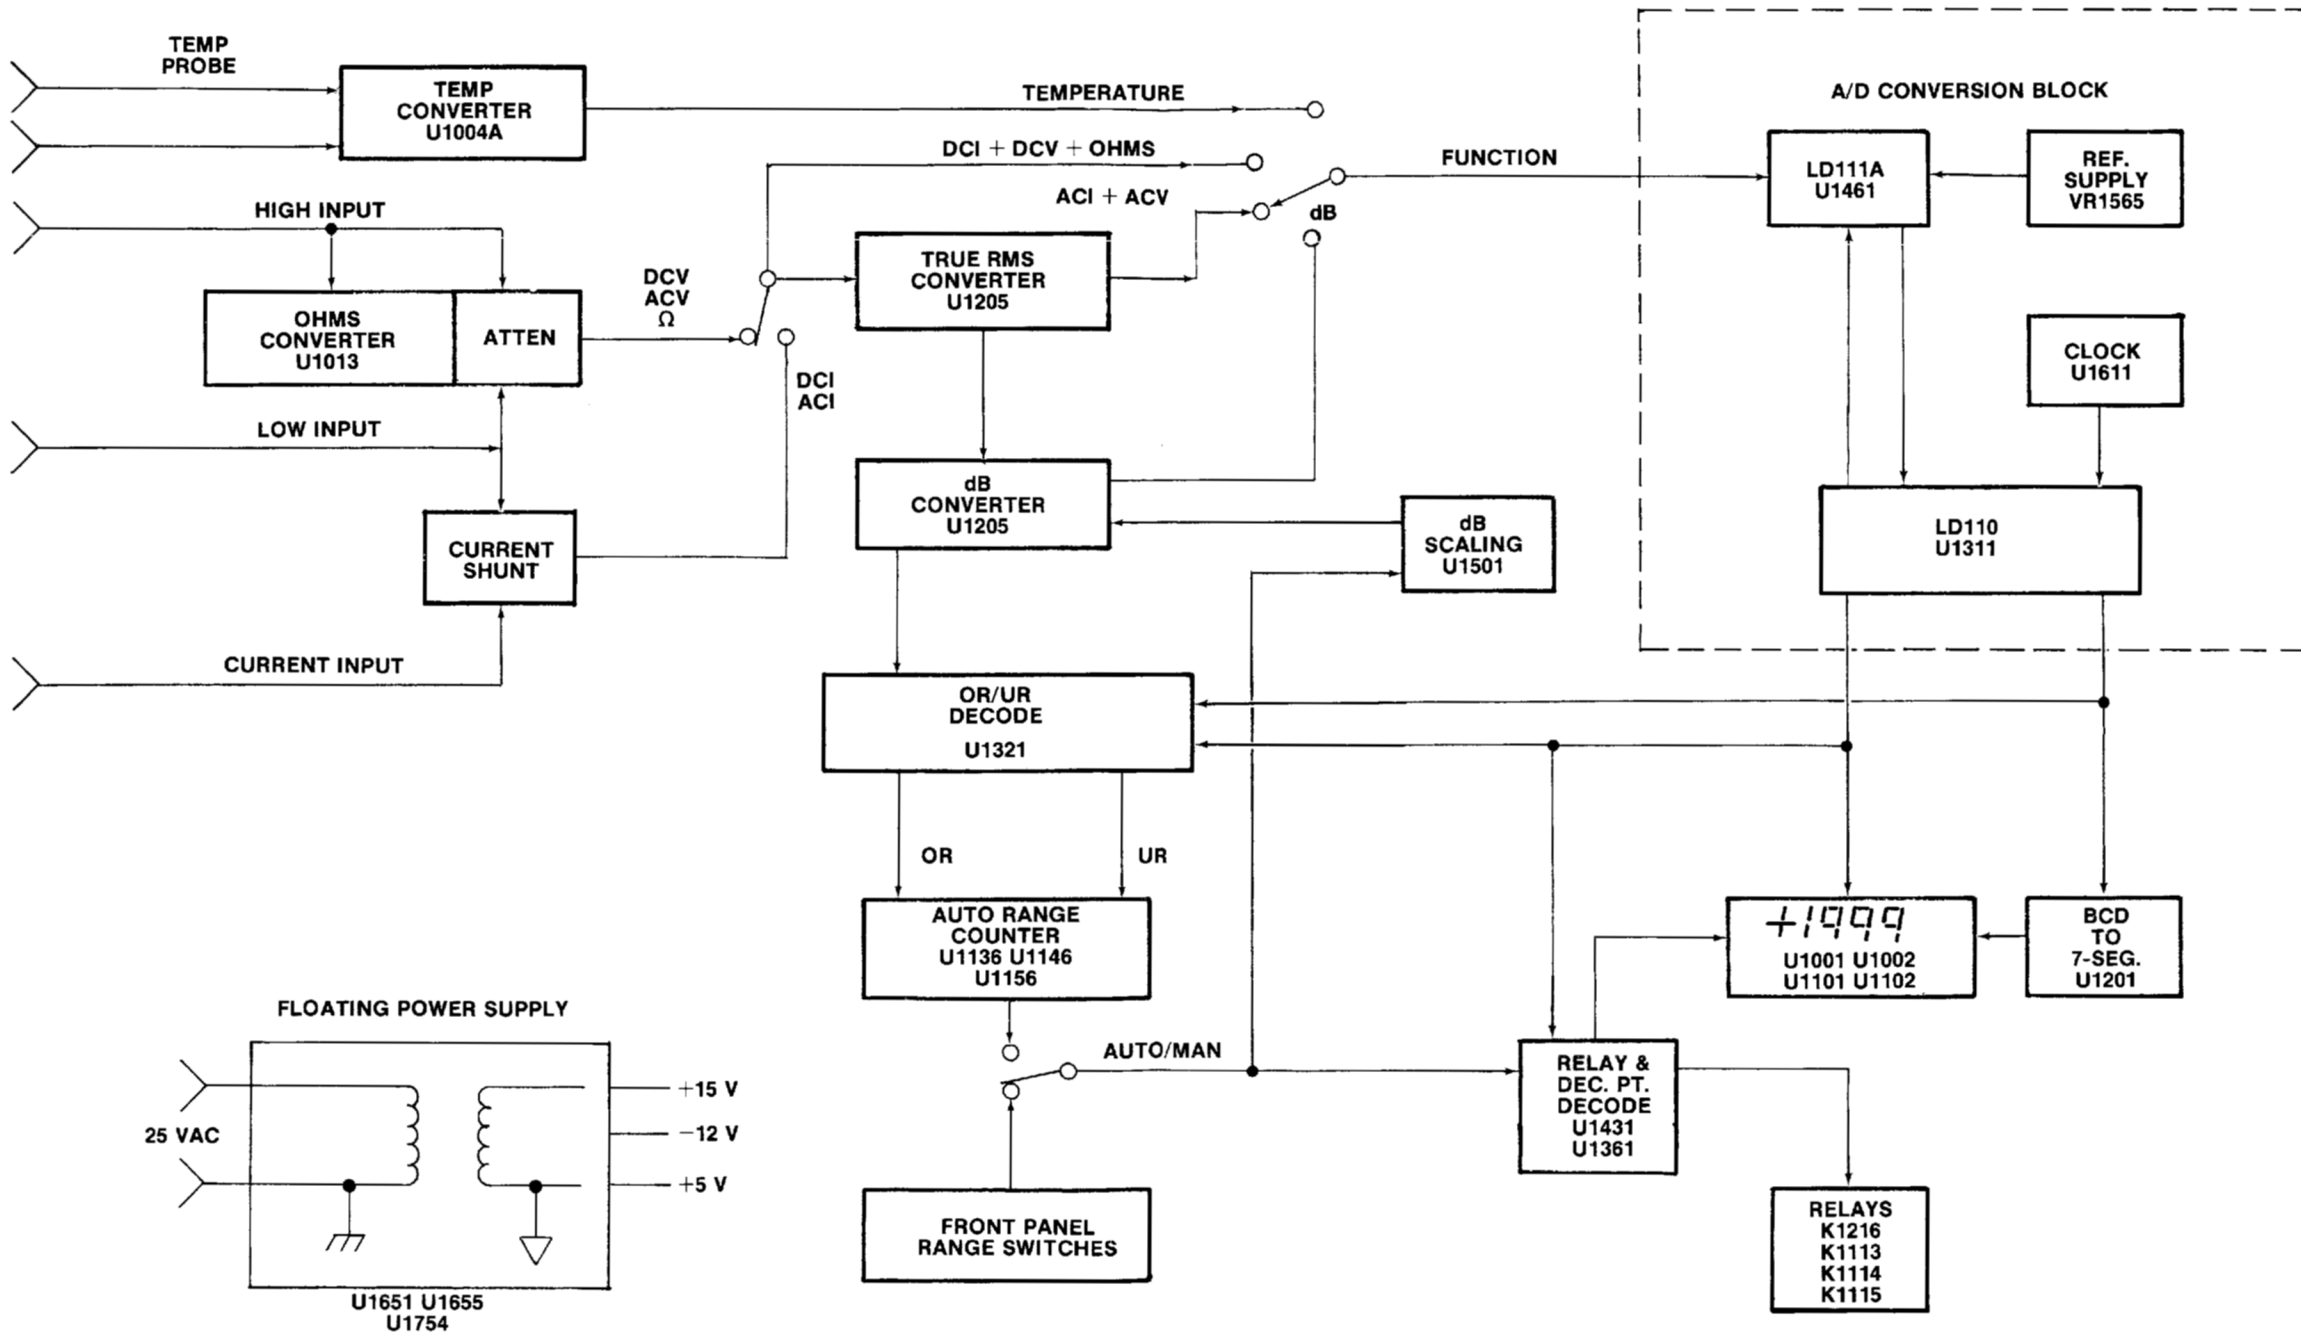 TEMP
PROBE
TEMP
CONVERTER
U1004A
TEMPERATURE
DCI + DCV + OHMS
ACI + ACV
dB
FUNCTION
A/D CONVERSION BLOCK
LD111A
U1461
REF.
SUPPLY
VR1565
HIGH INPUT
OHMS
CONVERTER
U1013
ATTEN
DCV
ACV
Ω
DCI
ACI
TRUE RMS
CONVERTER
U1205
CLOCK
U1611
LOW INPUT
CURRENT
SHUNT
CURRENT INPUT
dB
CONVERTER
U1205
dB
SCALING
U1501
LD110
U1311
OR/UR
DECODE
U1321
OR
UR
AUTO RANGE
COUNTER
U1136 U1146
U1156
+1999
U1001 U1002
U1101 U1102
BCD
TO
7-SEG.
U1201
AUTO/MAN
RELAY &
DEC. PT.
DECODE
U1431
U1361
FRONT PANEL
RANGE SWITCHES
RELAYS
K1216
K1113
K1114
K1115
FLOATING POWER SUPPLY
25 VAC
+15 V
−12 V
+5 V
U1651 U1655
U1754